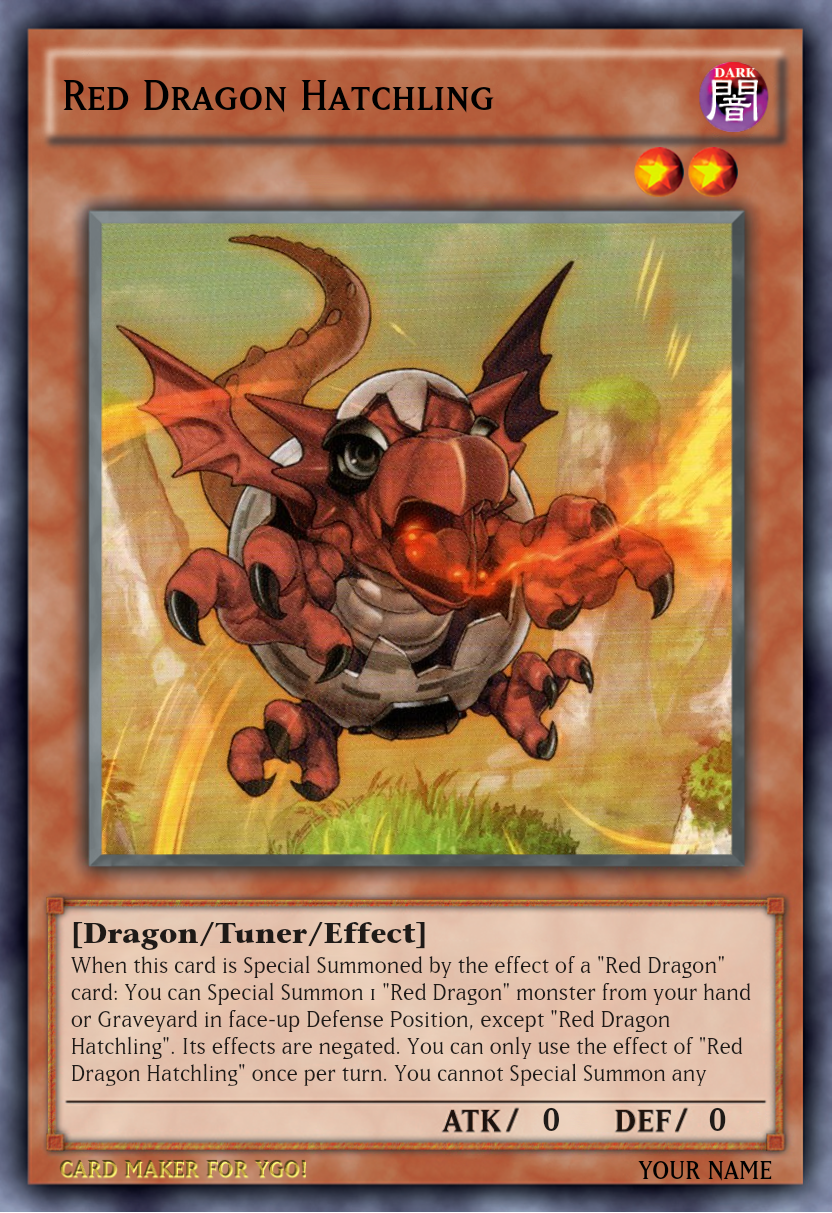 Red Dragon Hatchling
DARK
闇
[Dragon/Tuner/Effect]
When this card is Special Summoned by the effect of a "Red Dragon"
card: You can Special Summon 1 "Red Dragon" monster from your hand
or Graveyard in face-up Defense Position, except "Red Dragon
Hatchling". Its effects are negated. You can only use the effect of "Red
Dragon Hatchling" once per turn. You cannot Special Summon any
ATK/ 0 DEF/ 0
CARD MAKER FOR YGO! YOUR NAME